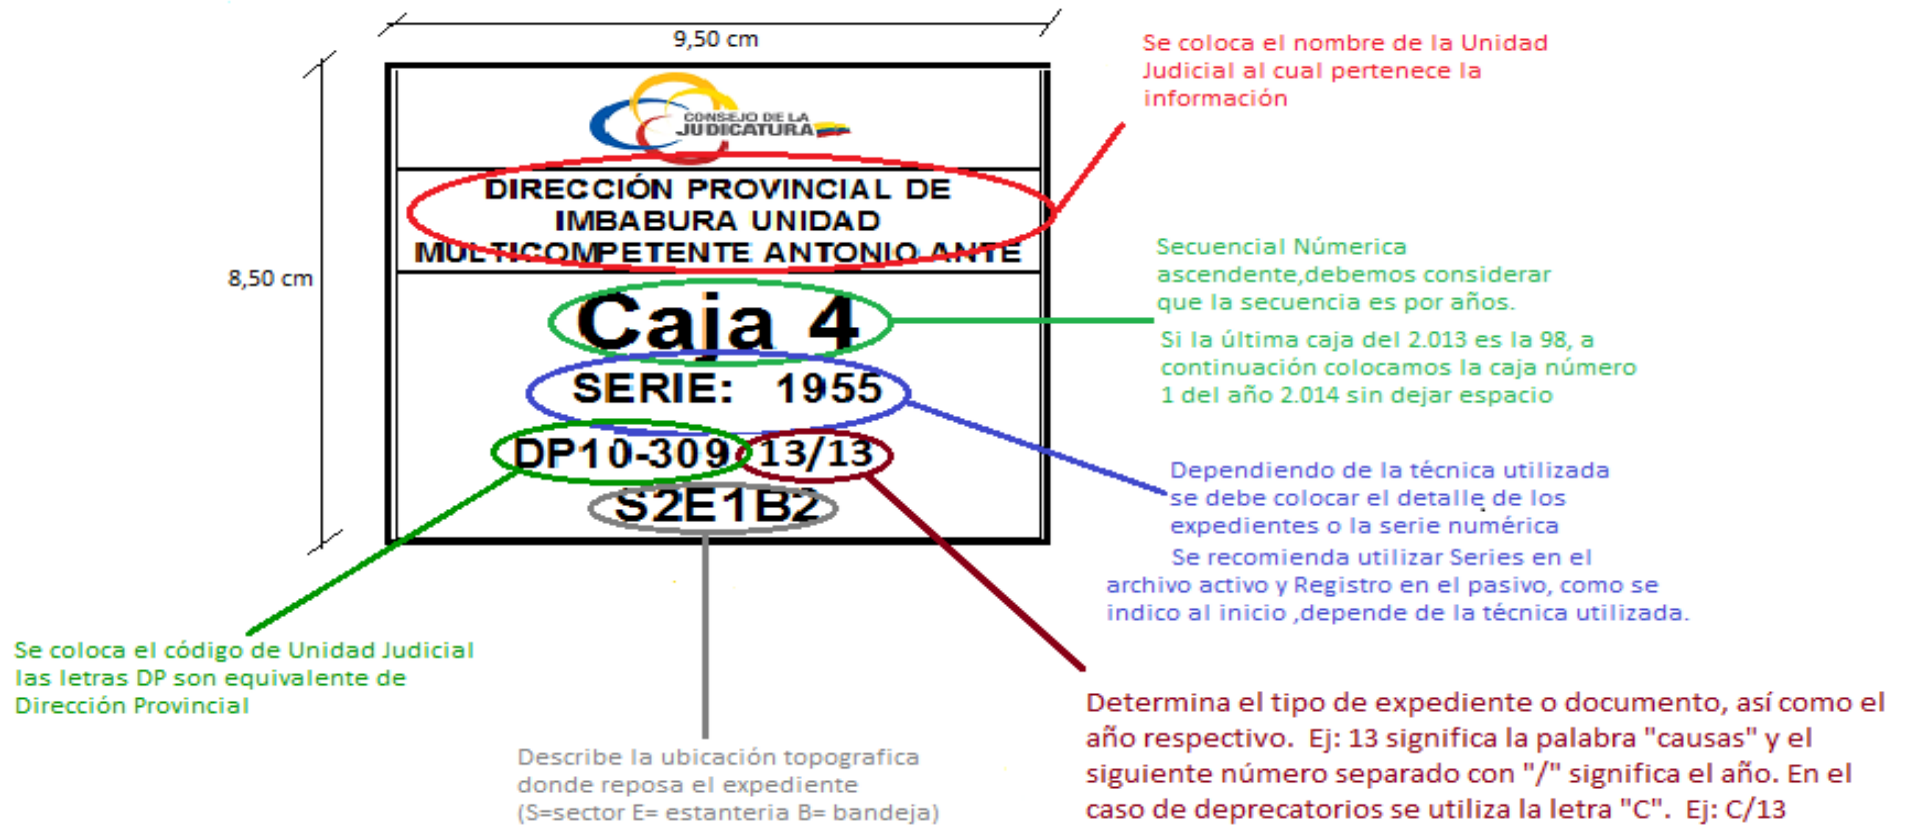 9,50 cm
8,50 cm
CONSEJO DE LA
JUDICATURA
DIRECCIÓN PROVINCIAL DE
IMBABURA UNIDAD
MULTICOMPETENTE ANTONIO ANTE
Caja 4
SERIE: 1955
DP10-309 13/13
S2E1B2
Se coloca el nombre de la Unidad
Judicial al cual pertenece la
información
Secuencial Númerica
ascendente,debemos considerar
que la secuencia es por años.
Si la última caja del 2.013 es la 98, a
continuación colocamos la caja número
1 del año 2.014 sin dejar espacio
Dependiendo de la técnica utilizada
se debe colocar el detalle de los
expedientes o la serie numérica
Se recomienda utilizar Series en el
archivo activo y Registro en el pasivo, como se
indico al inicio ,depende de la técnica utilizada.
Determina el tipo de expediente o documento, así como el
año respectivo. Ej: 13 significa la palabra "causas" y el
siguiente número separado con "/" significa el año. En el
caso de deprecatorios se utiliza la letra "C". Ej: C/13
Se coloca el código de Unidad Judicial
las letras DP son equivalente de
Dirección Provincial
Describe la ubicación topografica
donde reposa el expediente
(S=sector E= estanteria B= bandeja)